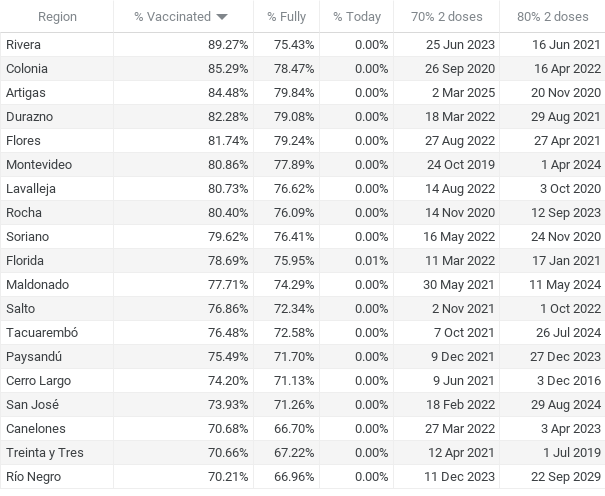 Region % Vaccinated % Fully % Today 70% 2 doses 80% 2 doses
Rivera 89.27% 75.43% 0.00% 25 Jun 2023 16 Jun 2021
Colonia 85.29% 78.47% 0.00% 26 Sep 2020 16 Apr 2022
Artigas 84.48% 79.84% 0.00% 2 Mar 2025 20 Nov 2020
Durazno 82.28% 79.08% 0.00% 18 Mar 2022 29 Aug 2021
Flores 81.74% 79.24% 0.00% 27 Aug 2022 27 Apr 2021
Montevideo 80.86% 77.89% 0.00% 24 Oct 2019 1 Apr 2024
Lavalleja 80.73% 76.62% 0.00% 14 Aug 2022 3 Oct 2020
Rocha 80.40% 76.09% 0.00% 14 Nov 2020 12 Sep 2023
Soriano 79.62% 76.41% 0.00% 16 May 2022 24 Nov 2020
Florida 78.69% 75.95% 0.01% 11 Mar 2022 17 Jan 2021
Maldonado 77.71% 74.29% 0.00% 30 May 2021 11 May 2024
Salto 76.86% 72.34% 0.00% 2 Nov 2021 1 Oct 2022
Tacuarembó 76.48% 72.58% 0.00% 7 Oct 2021 26 Jul 2024
Paysandú 75.49% 71.70% 0.00% 9 Dec 2021 27 Dec 2023
Cerro Largo 74.20% 71.13% 0.00% 9 Jun 2021 3 Dec 2016
San José 73.93% 71.26% 0.00% 18 Feb 2022 29 Aug 2024
Canelones 70.68% 66.70% 0.00% 27 Mar 2022 3 Apr 2023
Treinta y Tres 70.66% 67.22% 0.00% 12 Apr 2021 1 Jul 2019
Río Negro 70.21% 66.96% 0.00% 11 Dec 2023 22 Sep 2029